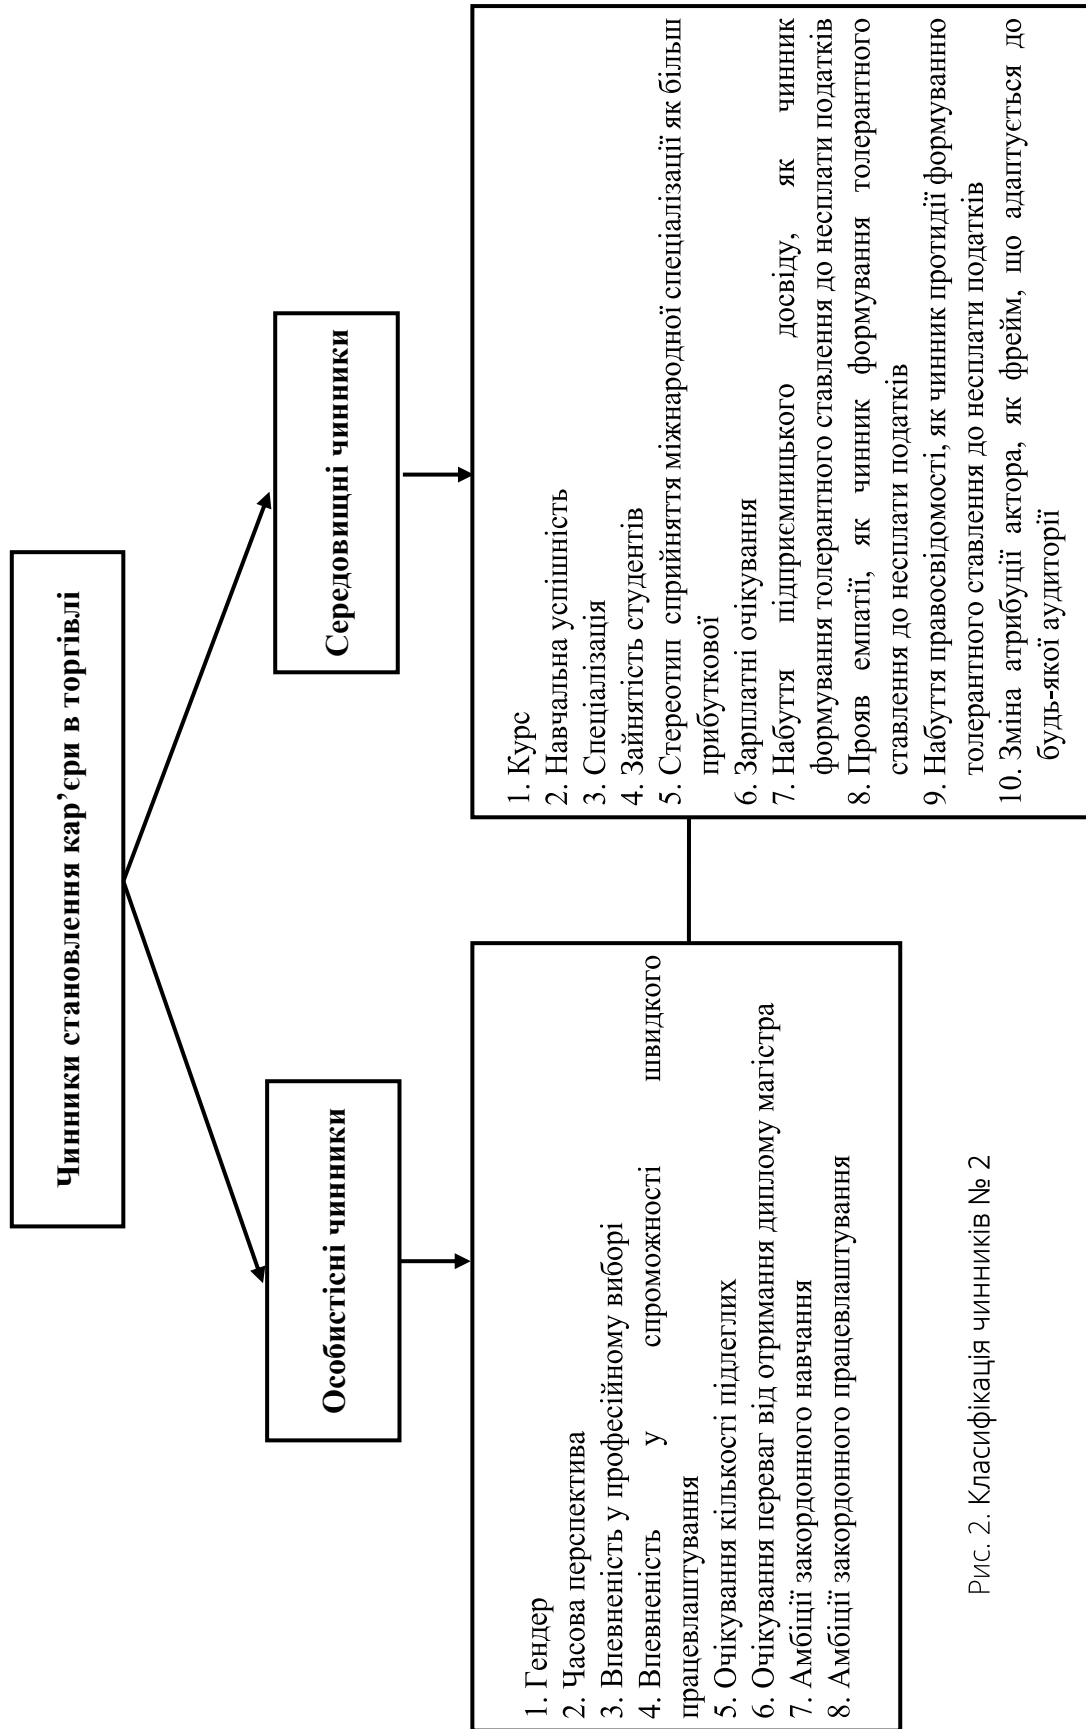 Чинники становлення кар’єри в торгівлі
Особистісні чинники
Середовищні чинники
1. Гендер
2. Часова перспектива
3. Впевненість у професійному виборі
4. Впевненість у спроможності швидкого
працевлаштування
5. Очікування кількості підлеглих
6. Очікування переваг від отримання диплому магістра
7. Амбіції закордонного навчання
8. Амбіції закордонного працевлаштування
1. Курс
2. Навчальна успішність
3. Спеціалізація
4. Зайнятість студентів
5. Стереотип сприйняття міжнародної спеціалізації як більш
прибуткової
6. Зарплатні очікування
7. Набуття підприємницького досвіду, як чинник
формування толерантного ставлення до несплати податків
8. Прояв емпатії, як чинник формування толерантного
ставлення до несплати податків
9. Набуття правосвідомості, як чинник протидії формуванню
толерантного ставлення до несплати податків
10. Зміна атрибуції актора, як фрейм, що адаптується до
будь-якої аудиторії
Рис. 2. Класифікація чинників № 2